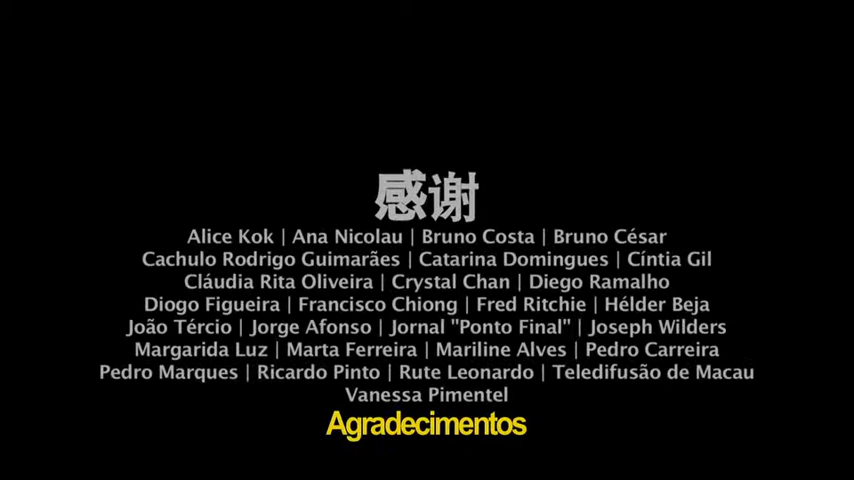 感谢
Alice Kok | Ana Nicolau | Bruno Costa | Bruno César
Cachulo Rodrigo Guimarães | Catarina Domingues | Cíntia Gil
Cláudia Rita Oliveira | Crystal Chan | Diego Ramalho
Diogo Figueira | Francisco Chiong | Fred Ritchie | Hélder Beja
João Tércio | Jorge Afonso | Jornal "Ponto Final" | Joseph Wilders
Margarida Luz | Marta Ferreira | Mariline Alves | Pedro Carreira
Pedro Marques | Ricardo Pinto | Rute Leonardo | Teledifusão de Macau
Vanessa Pimentel
Agradecimentos